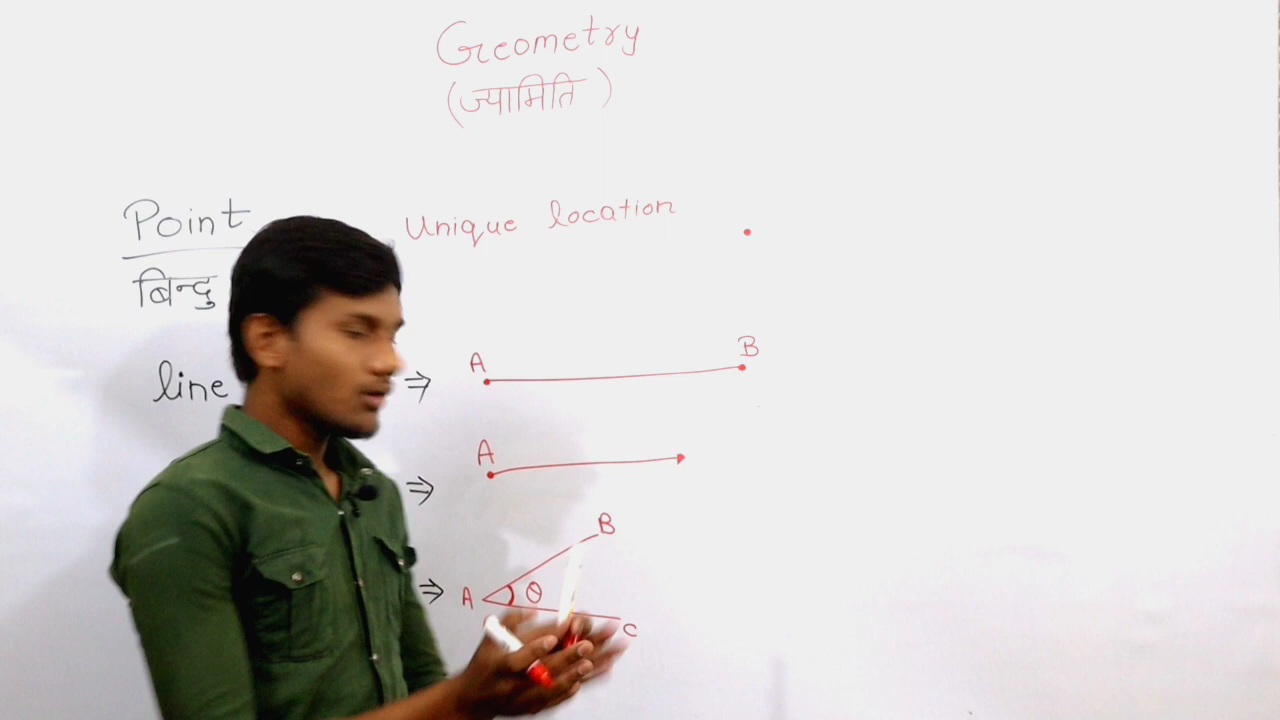 Geometry
(ज्यामिति)
Point
Unique location
बिन्दु
line ⇒ A B
⇒ A
⇒ A θ B C